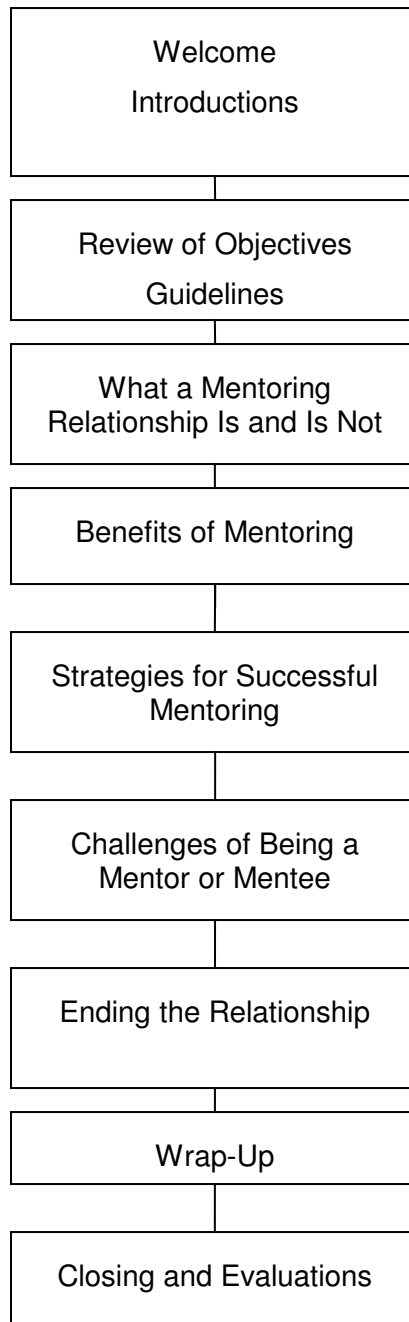 Welcome
Introductions
Review of Objectives
Guidelines
What a Mentoring
Relationship Is and Is Not
Benefits of Mentoring
Strategies for Successful
Mentoring
Challenges of Being a
Mentor or Mentee
Ending the Relationship
Wrap-Up
Closing and Evaluations